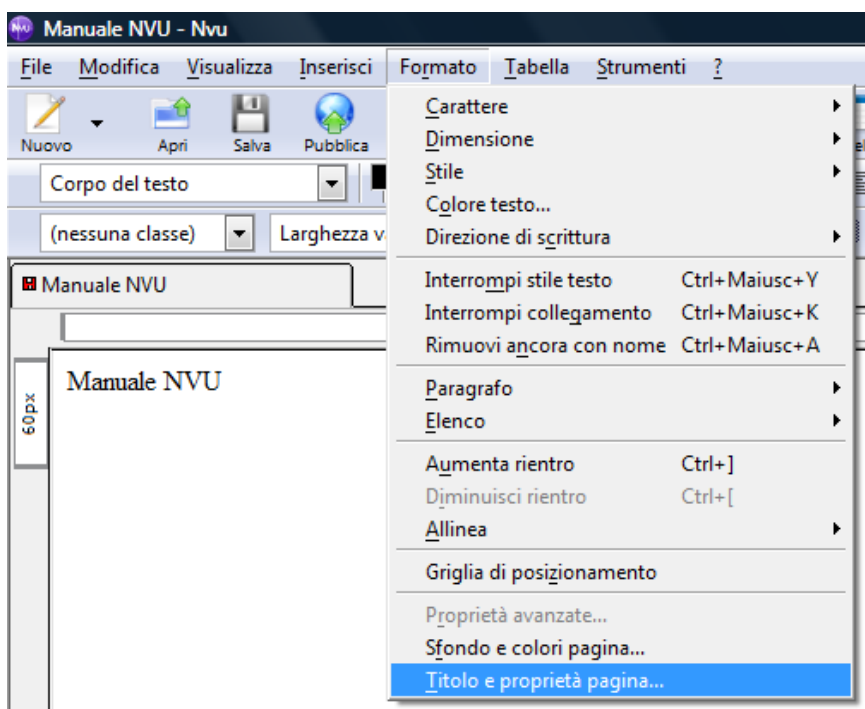 Manuale NVU - Nvu
File Modifica Visualizza Inserisci Formato Tabella Strumenti ?
Nuovo Apri Salva Pubblica
Corpo del testo
(nessuna classe) Larghezza v
Manuale NVU
60px
Manuale NVU
Carattere
Dimensione
Stile
Colore testo...
Direzione di scrittura
Interrompi stile testo Ctrl+Maiusc+Y
Interrompi collegamento Ctrl+Maiusc+K
Rimuovi ancora con nome Ctrl+Maiusc+A
Paragrafo
Elenco
Aumenta rientro Ctrl+]
Diminuisci rientro Ctrl+[
Allinea
Griglia di posizionamento
Proprietà avanzate...
Sfondo e colori pagina...
Titolo e proprietà pagina...